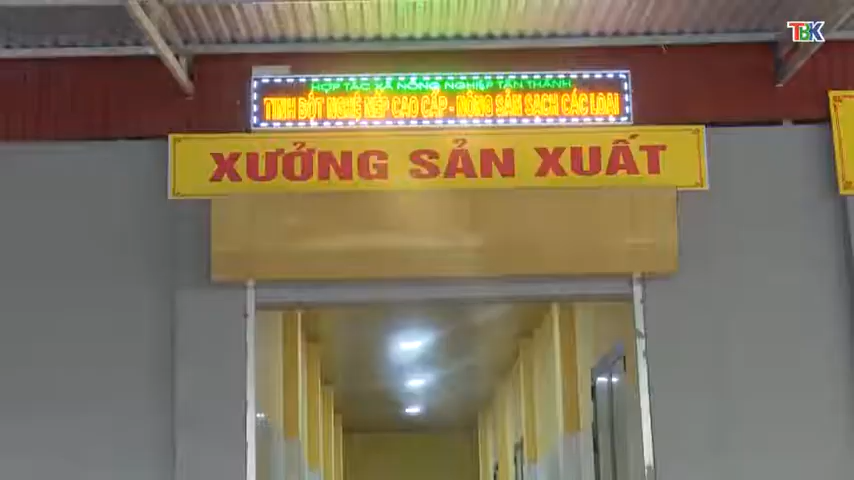 TBK
HỢP TÁC XÃ NÔNG NGHIỆP TÂN THÀNH
TINH BỘT NGHỆ NẾP CAO CẤP - NÔNG SẢN SẠCH CÁC LOẠI
XƯỞNG SẢN XUẤT